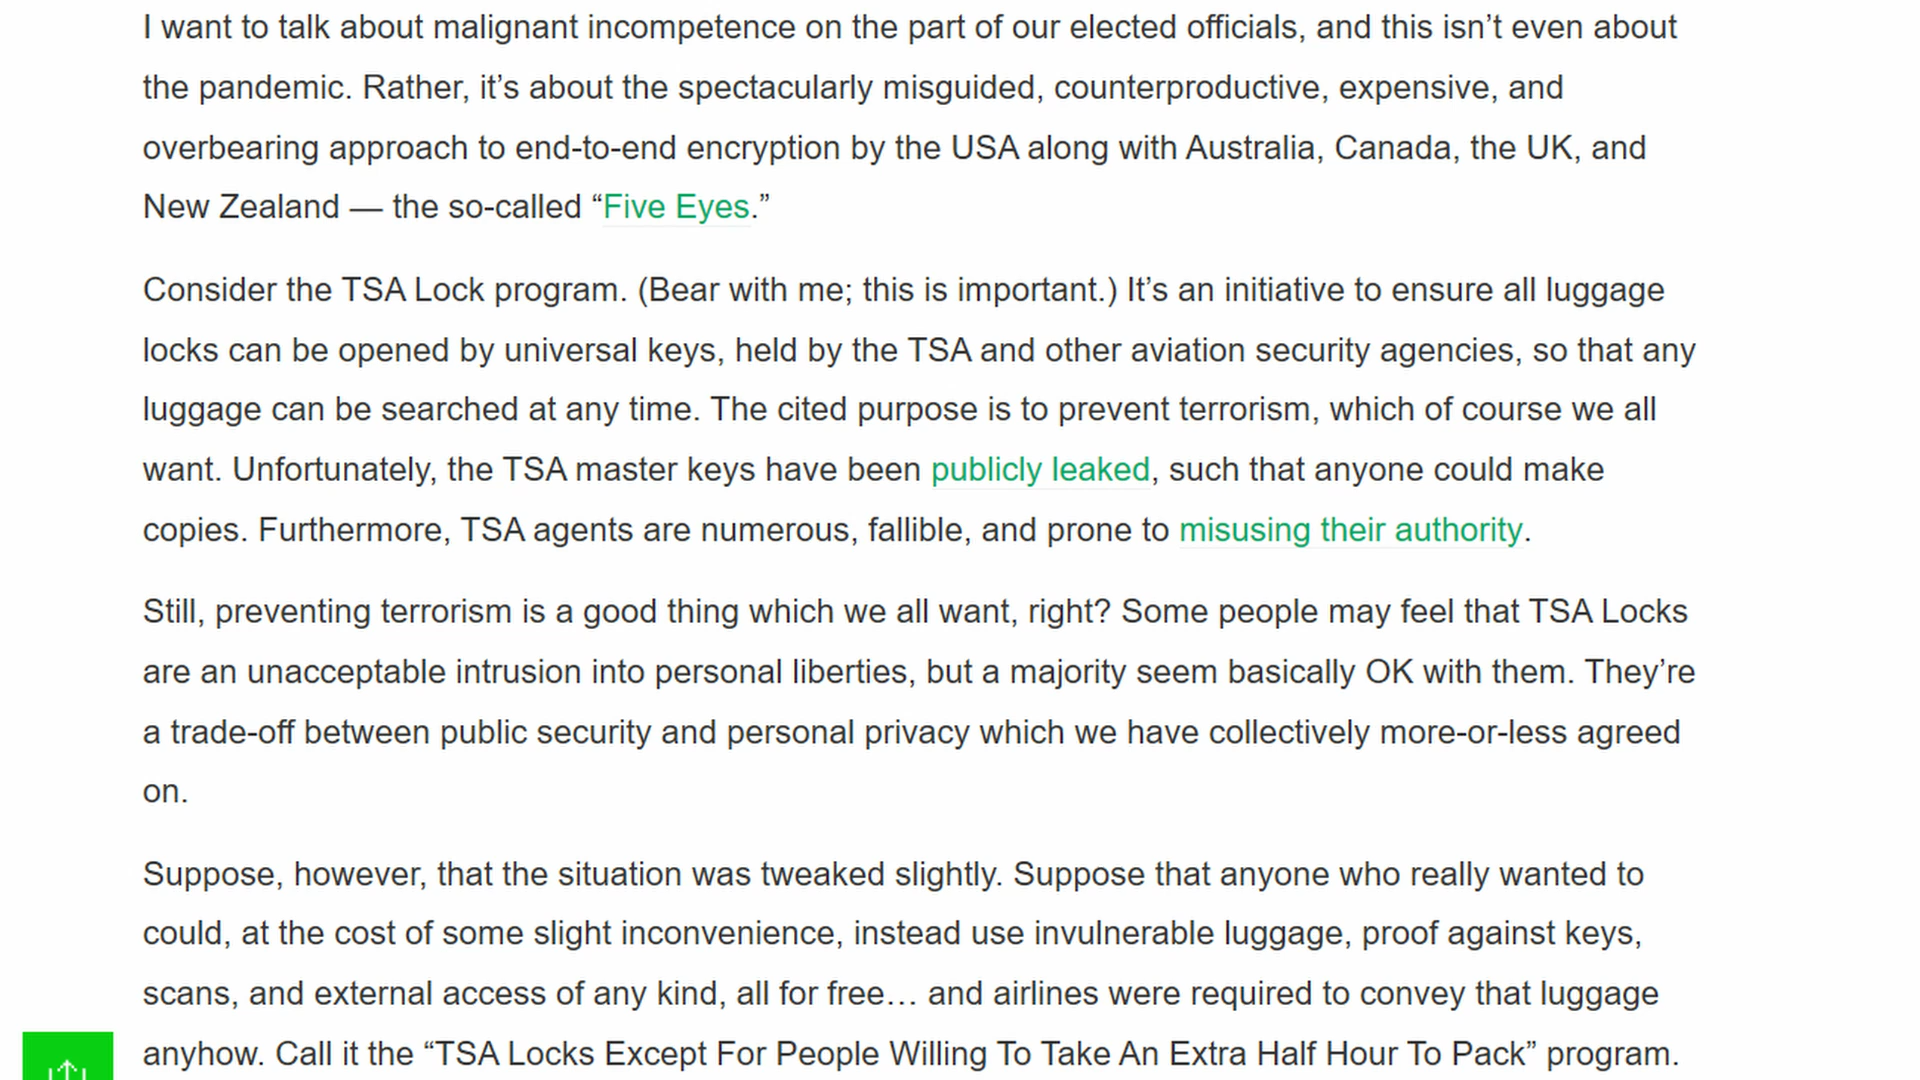 I want to talk about malignant incompetence on the part of our elected officials, and this isn’t even about
the pandemic. Rather, it’s about the spectacularly misguided, counterproductive, expensive, and
overbearing approach to end-to-end encryption by the USA along with Australia, Canada, the UK, and
New Zealand — the so-called “Five Eyes.”
Consider the TSA Lock program. (Bear with me; this is important.) It’s an initiative to ensure all luggage
locks can be opened by universal keys, held by the TSA and other aviation security agencies, so that any
luggage can be searched at any time. The cited purpose is to prevent terrorism, which of course we all
want. Unfortunately, the TSA master keys have been publicly leaked, such that anyone could make
copies. Furthermore, TSA agents are numerous, fallible, and prone to misusing their authority.
Still, preventing terrorism is a good thing which we all want, right? Some people may feel that TSA Locks
are an unacceptable intrusion into personal liberties, but a majority seem basically OK with them. They’re
a trade-off between public security and personal privacy which we have collectively more-or-less agreed
on.
Suppose, however, that the situation was tweaked slightly. Suppose that anyone who really wanted to
could, at the cost of some slight inconvenience, instead use invulnerable luggage, proof against keys,
scans, and external access of any kind, all for free… and airlines were required to convey that luggage
anyhow. Call it the “TSA Locks Except For People Willing To Take An Extra Half Hour To Pack” program.